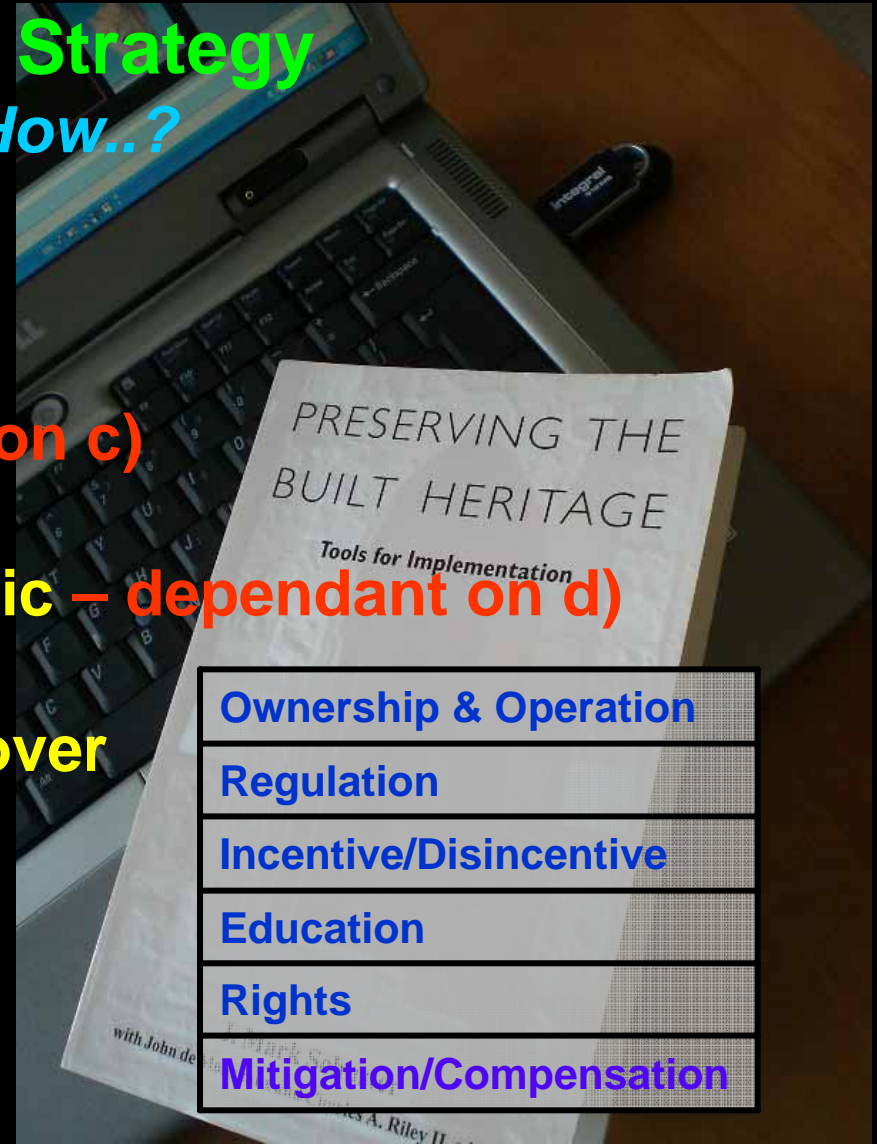 Strategy
How..?
integral
on c)
PRESERVING THE
BUILT HERITAGE
Tools for Implementation
ic – dependant on d)
over
Ownership & Operation
Regulation
Incentive/Disincentive
Education
Rights
Mitigation/Compensation
with John de
J. Mark
A. Riley II